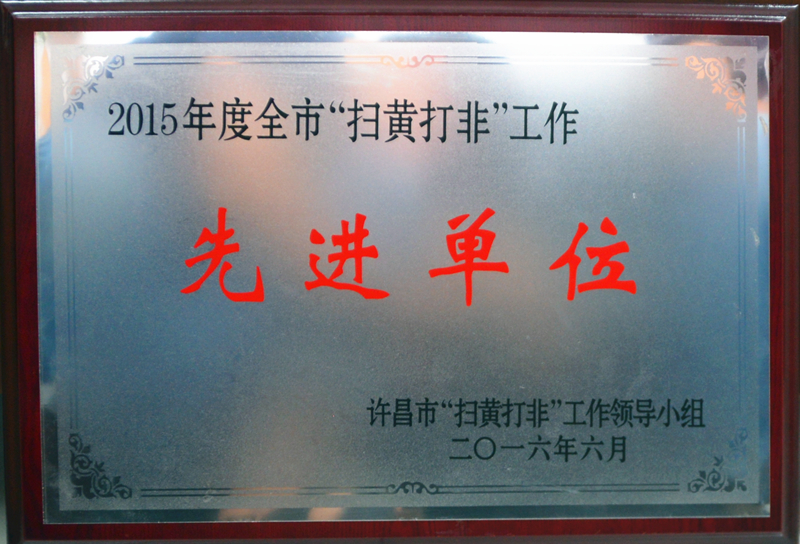 2015年度全市“扫黄打非”工作
先进单位
许昌市“扫黄打非”工作领导小组
二〇一六年六月